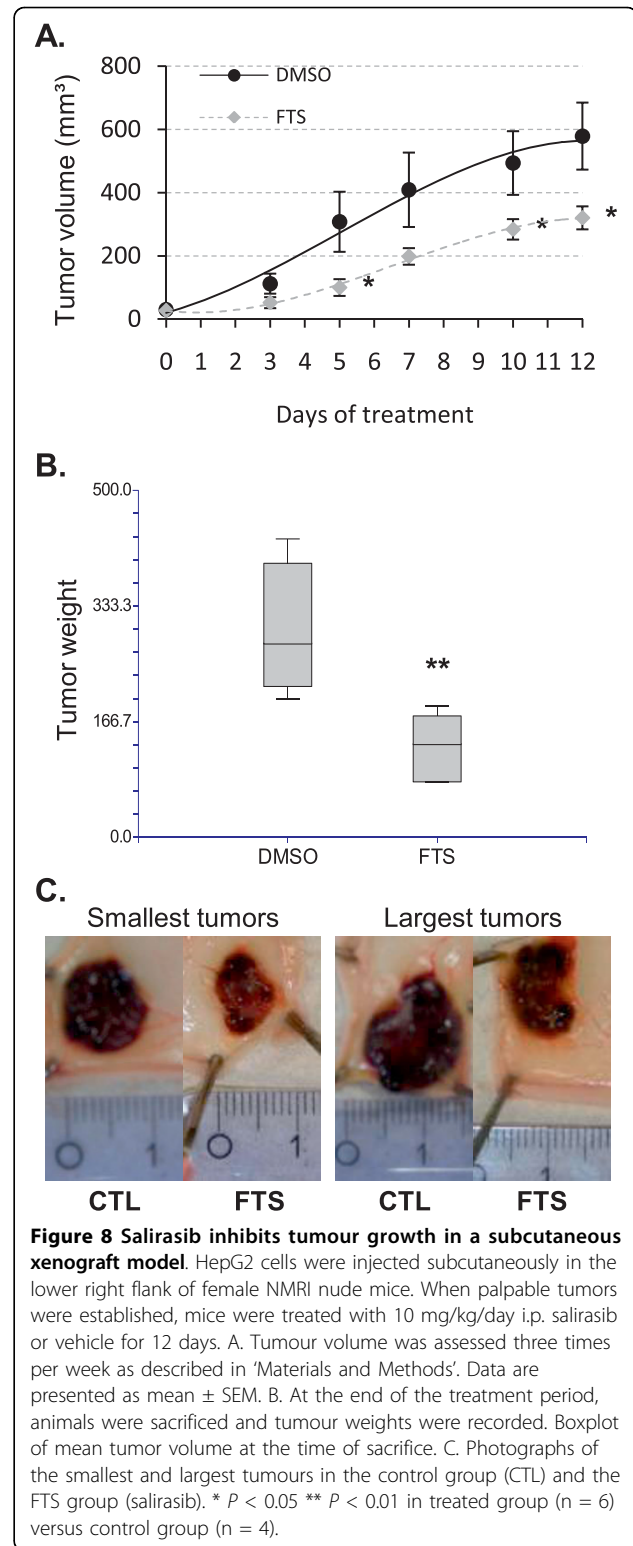 A.
800
600
400
200
0
Tumor volume (mm³)
DMSO
FTS
*
*
*
0 1 2 3 4 5 6 7 8 9 10 11 12
Days of treatment
B.
500.0
333.3
166.7
0.0
Tumor weight
**
DMSO FTS
C.
Smallest tumors Largest tumors
0 1 0 1 0 1 1
CTL FTS CTL FTS
Figure 8 Salirasib inhibits tumour growth in a subcutaneous
xenograft model. HepG2 cells were injected subcutaneously in the
lower right flank of female NMRI nude mice. When palpable tumors
were established, mice were treated with 10 mg/kg/day i.p. salirasib
or vehicle for 12 days. A. Tumour volume was assessed three times
per week as described in ‘Materials and Methods’. Data are
presented as mean ± SEM. B. At the end of the treatment period,
animals were sacrificed and tumour weights were recorded. Boxplot
of mean tumor volume at the time of sacrifice. C. Photographs of
the smallest and largest tumours in the control group (CTL) and the
FTS group (salirasib). * P < 0.05 ** P < 0.01 in treated group (n = 6)
versus control group (n = 4).